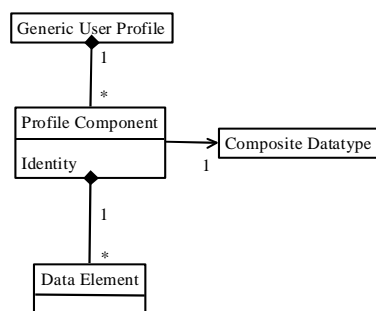 Generic User Profile
1
*
Profile Component
Identity
Composite Datatype
1
1
*
Data Element